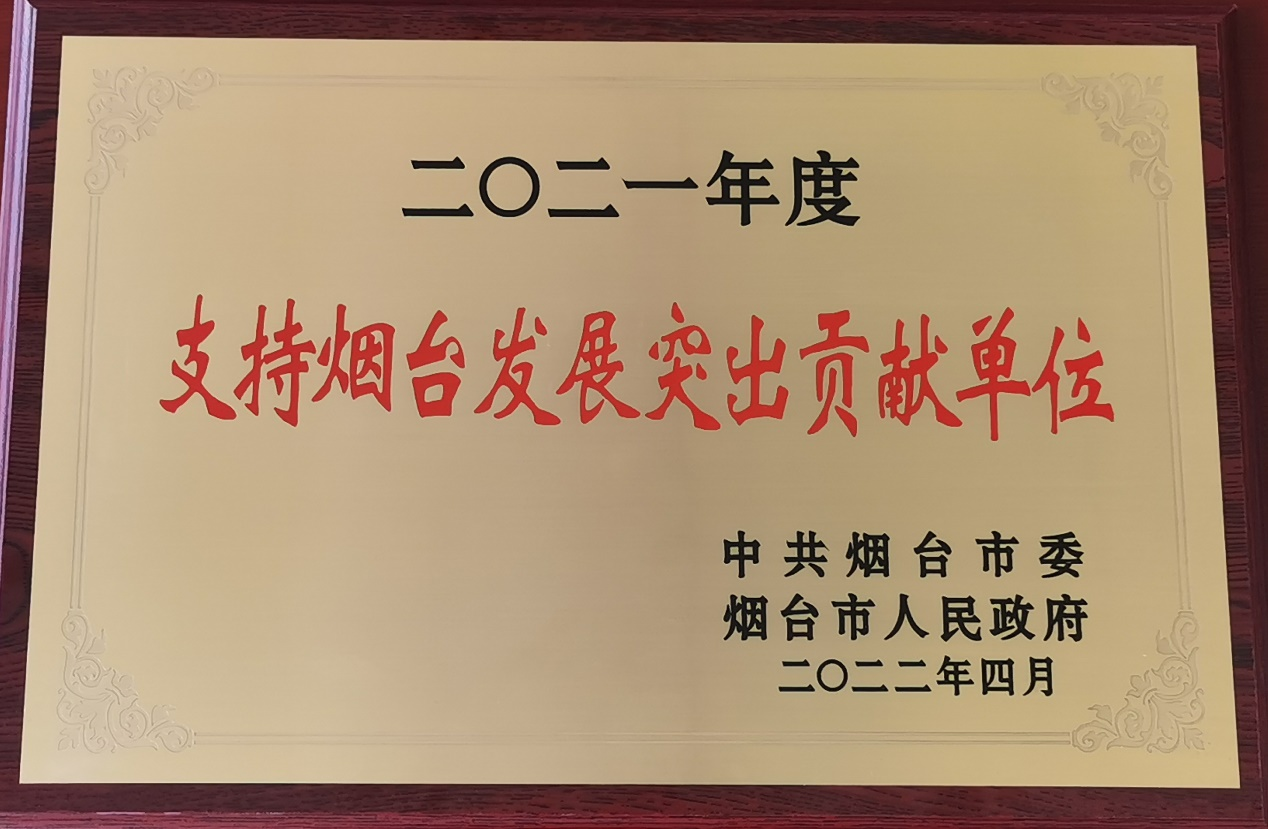 二〇二一年度
支持烟台发展突出贡献单位
中共烟台市委
烟台市人民政府
二〇二二年四月